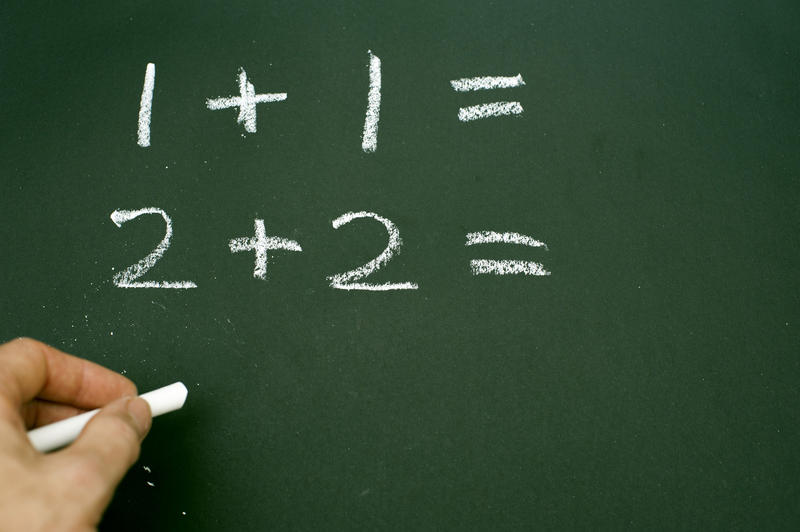 1 + 1 =
2 + 2 =